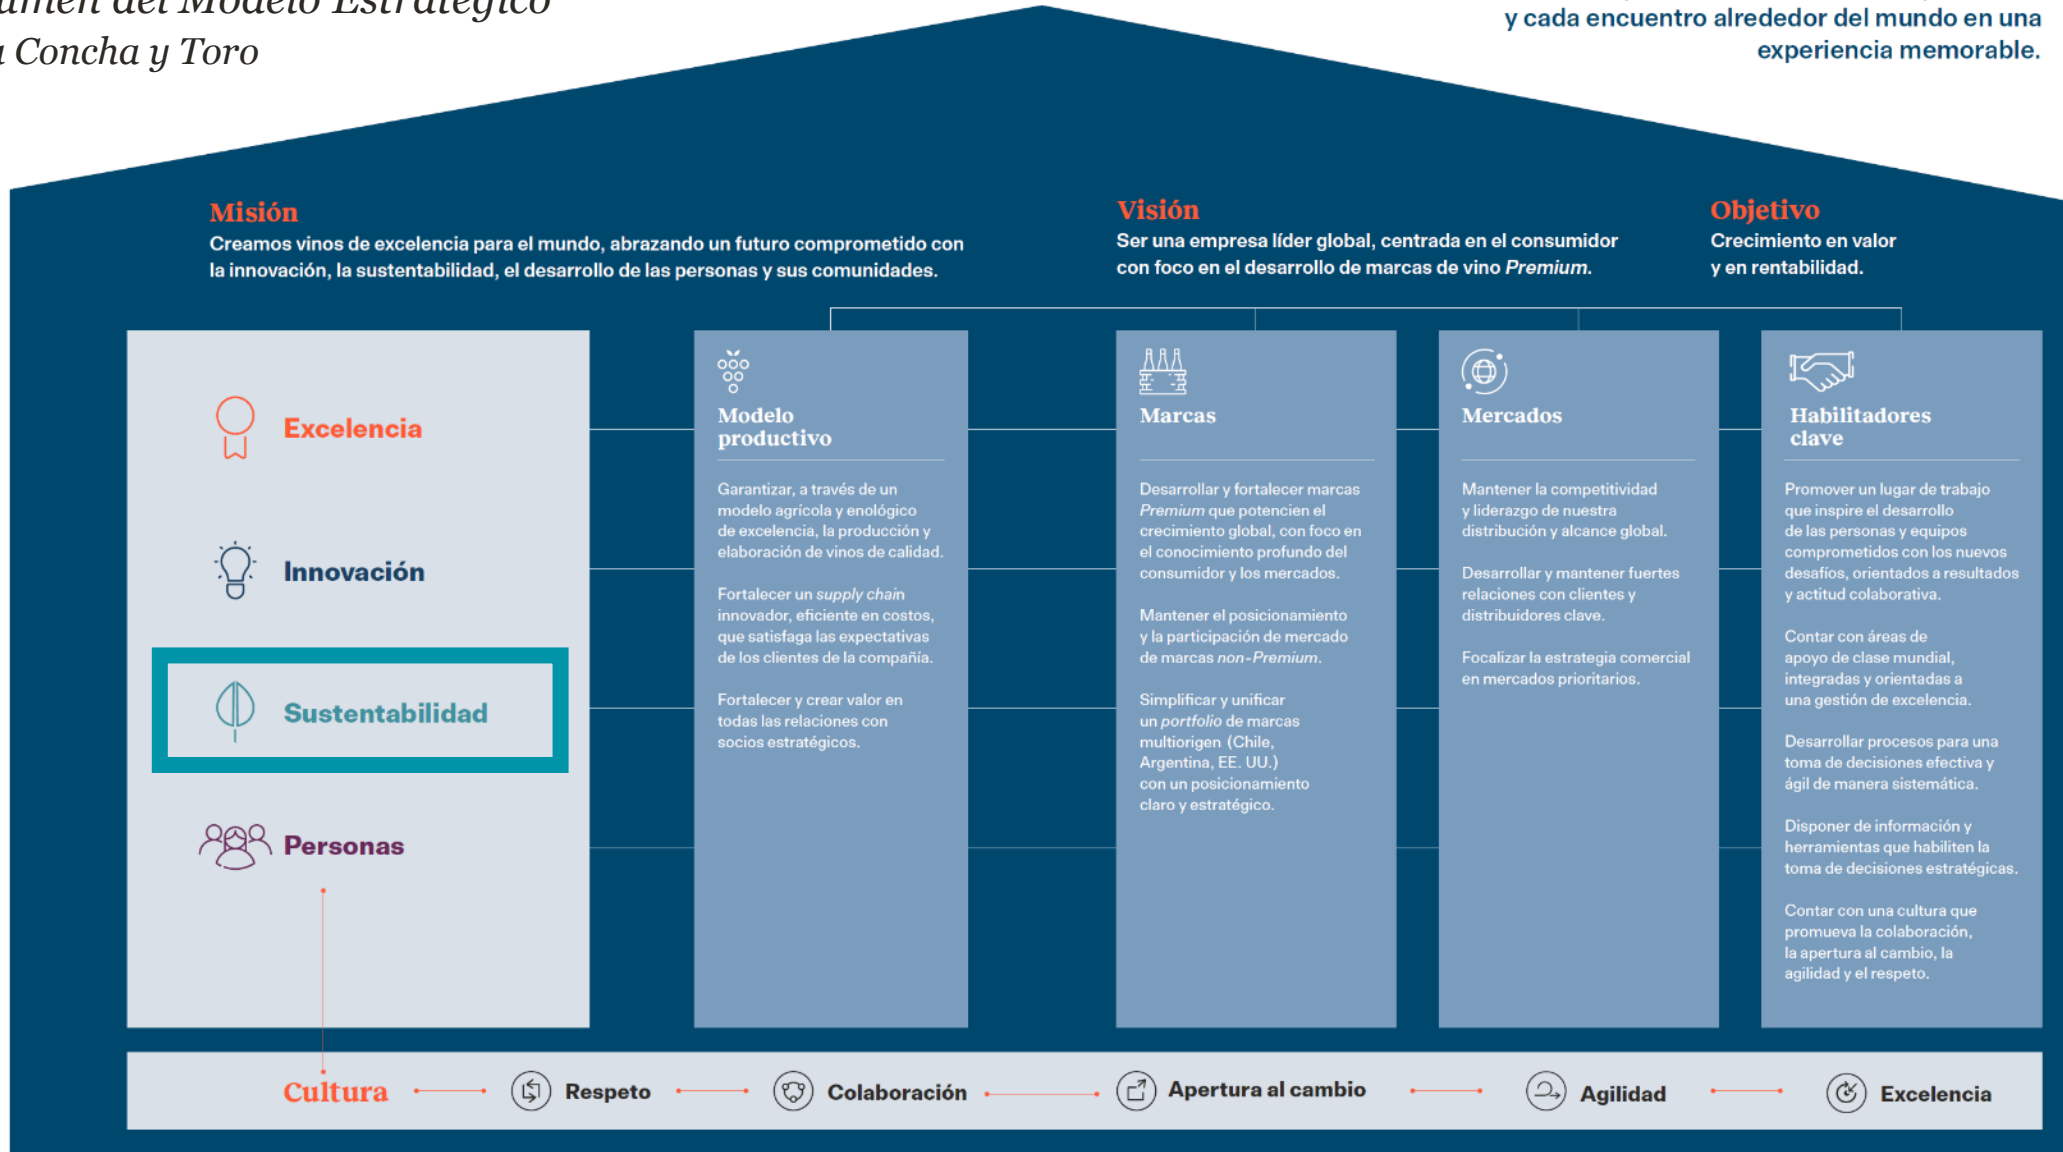 del Modelo Estratégico
Concha y Toro
y cada encuentro alrededor del mundo en una
experiencia memorable.
Misión
Creamos vinos de excelencia para el mundo, abrazando un futuro comprometido con
la innovación, la sustentabilidad, el desarrollo de las personas y sus comunidades.
Visión
Ser una empresa líder global, centrada en el consumidor
con foco en el desarrollo de marcas de vino Premium.
Objetivo
Crecimiento en valor
y en rentabilidad.
Excelencia
Innovación
Sustentabilidad
Personas
Modelo
productivo
Garantizar, a través de un
modelo agrícola y enológico
de excelencia, la producción y
elaboración de vinos de calidad.
Fortalecer un supply chain
innovador, eficiente en costos,
que satisfaga las expectativas
de los clientes de la compañía.
Fortalecer y crear valor en
todas las relaciones con
socios estratégicos.
Marcas
Desarrollar y fortalecer marcas
Premium que potencien el
crecimiento global, con foco en
el conocimiento profundo del
consumidor y los mercados.
Mantener el posicionamiento
y la participación de mercado
de marcas non-Premium.
Simplificar y unificar
un portfolio de marcas
multiorigen (Chile,
Argentina, EE. UU.)
con un posicionamiento
claro y estratégico.
Mercados
Mantener la competitividad
y liderazgo de nuestra
distribución y alcance global.
Desarrollar y mantener fuertes
relaciones con clientes y
distribuidores clave.
Focalizar la estrategia comercial
en mercados prioritarios.
Habilitadores
clave
Promover un lugar de trabajo
que inspire el desarrollo
de las personas y equipos
comprometidos con los nuevos
desafíos, orientados a resultados
y actitud colaborativa.
Contar con áreas de
apoyo de clase mundial,
integradas y orientadas a
una gestión de excelencia.
Desarrollar procesos para una
toma de decisiones efectiva y
ágil de manera sistemática.
Disponer de información y
herramientas que habiliten la
toma de decisiones estratégicas.
Contar con una cultura que
promueva la colaboración,
la apertura al cambio, la
agilidad y el respeto.
Cultura
Respeto
Colaboración
Apertura al cambio
Agilidad
Excelencia